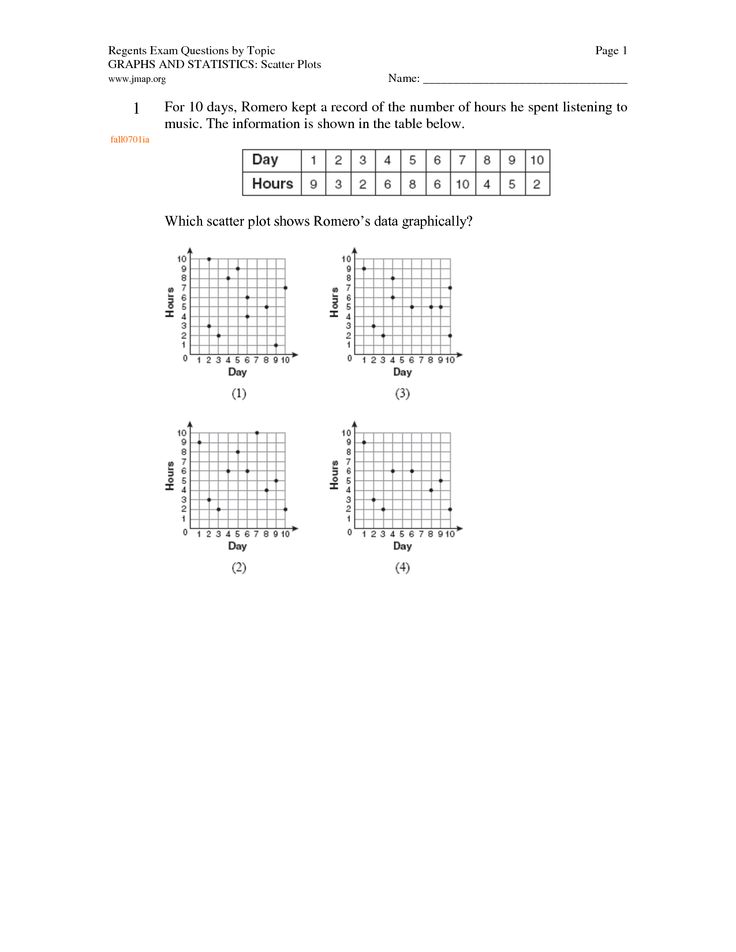 Regents Exam Questions by Topic Page 1
GRAPHS AND STATISTICS: Scatter Plots
www.jmap.org Name: __________________________________
1 For 10 days, Romero kept a record of the number of hours he spent listening to
music. The information is shown in the table below.
fall0701ia
Day 1 2 3 4 5 6 7 8 9 10
Hours 9 3 2 6 8 6 10 4 5 2
Which scatter plot shows Romero's data graphically?
10
9
8
7
6
5
4
3
2
1
0 1 2 3 4 5 6 7 8 9 10
Hours
Day
(1)
10
9
8
7
6
5
4
3
2
1
0 1 2 3 4 5 6 7 8 9 10
Hours
Day
(3)
10
9
8
7
6
5
4
3
2
1
0 1 2 3 4 5 6 7 8 9 10
Hours
Day
(2)
10
9
8
7
6
5
4
3
2
1
0 1 2 3 4 5 6 7 8 9 10
Hours
Day
(4)